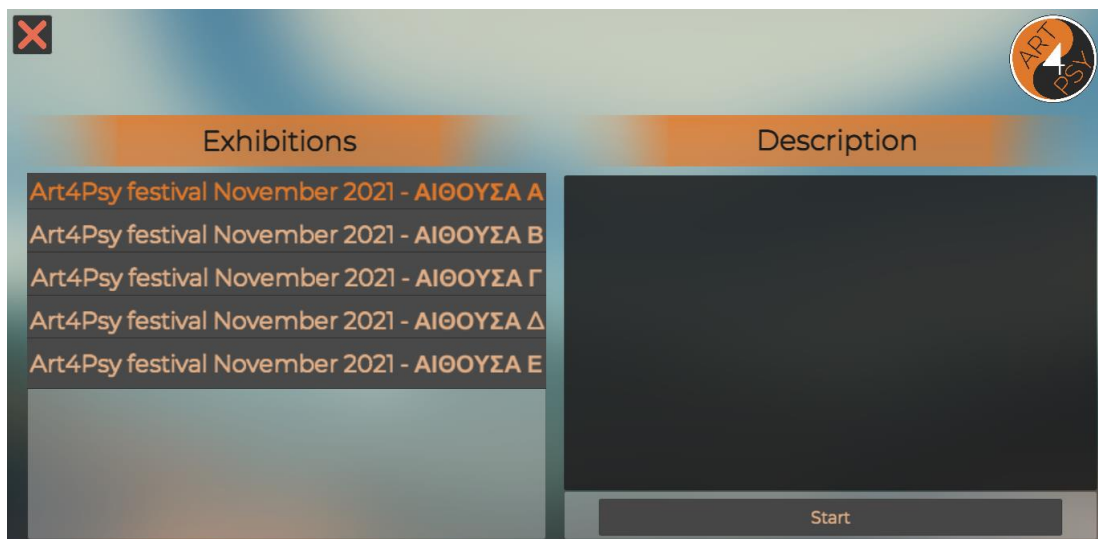 ART
4
PSY
Exhibitions
Description
Art4Psy festival November 2021 - ΑΙΘΟΥΣΑ Α
Art4Psy festival November 2021 - ΑΙΘΟΥΣΑ Β
Art4Psy festival November 2021 - ΑΙΘΟΥΣΑ Γ
Art4Psy festival November 2021 - ΑΙΘΟΥΣΑ Δ
Art4Psy festival November 2021 - ΑΙΘΟΥΣΑ Ε
Start